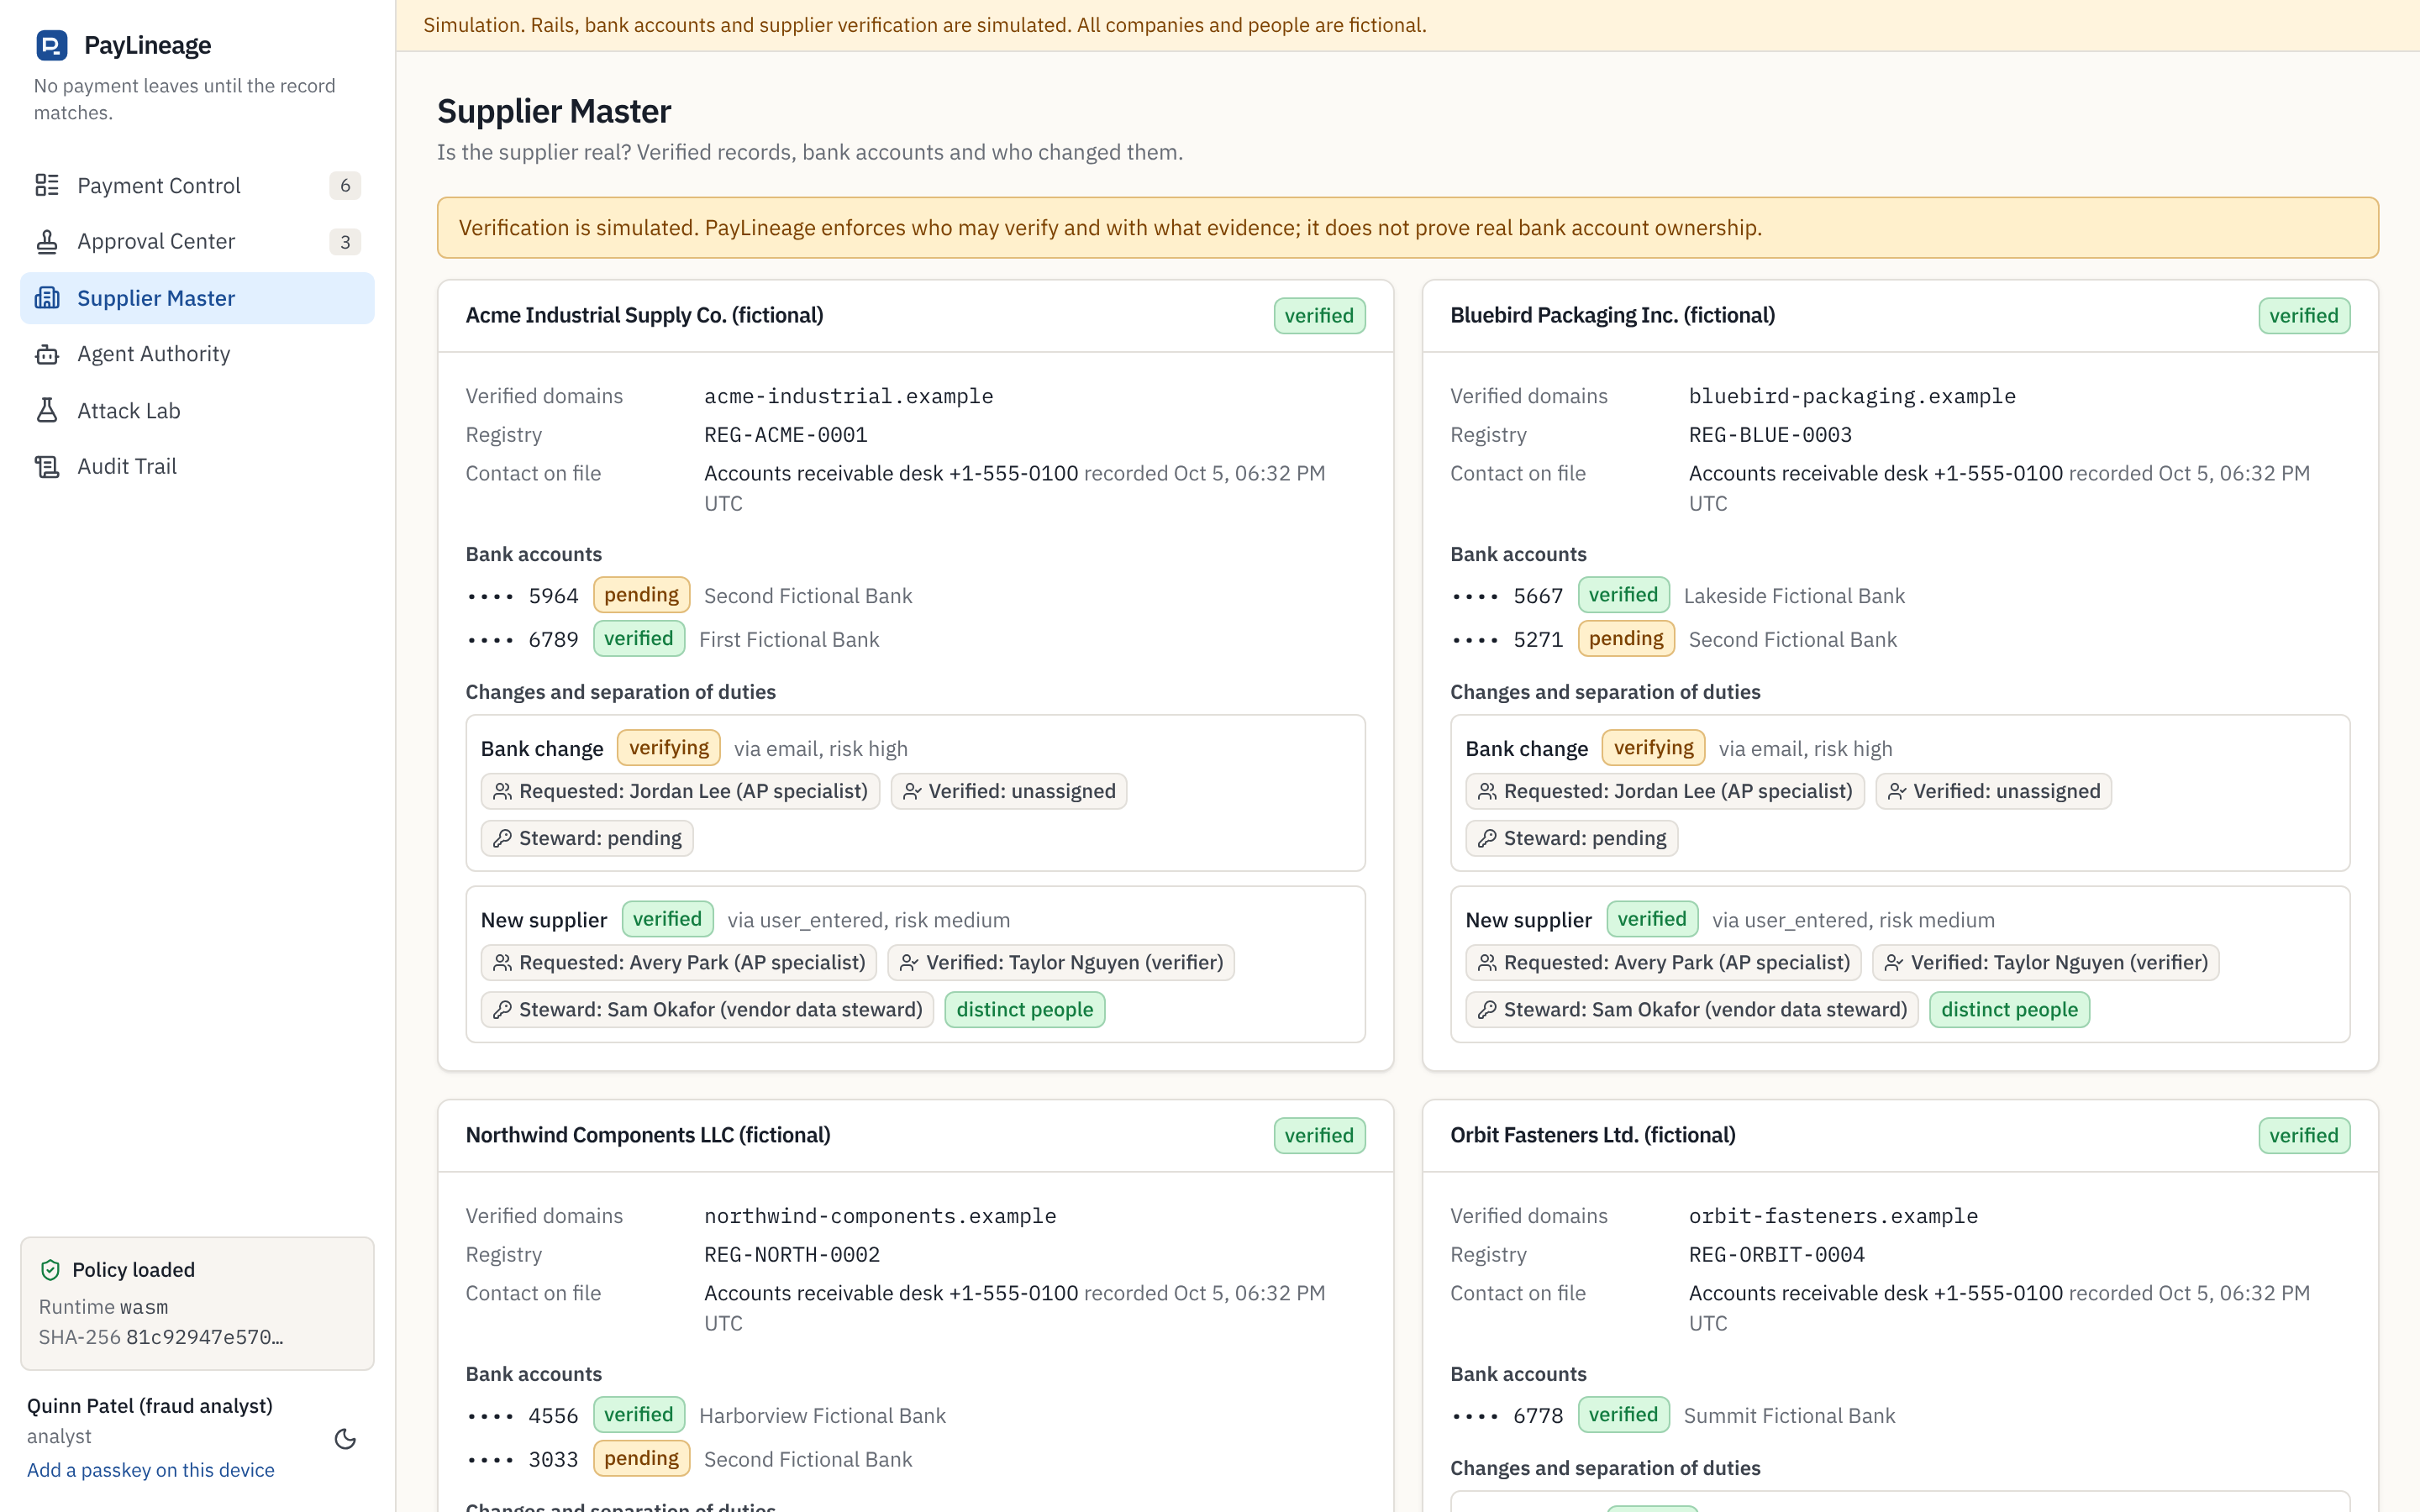 PayLineage
No payment leaves until the record
matches.
Payment Control 6
Approval Center 3
Supplier Master
Agent Authority
Attack Lab
Audit Trail
Policy loaded
Runtime wasm
SHA-256 81c92947e570…
Quinn Patel (fraud analyst)
analyst
Add a passkey on this device
Simulation. Rails, bank accounts and supplier verification are simulated. All companies and people are fictional.
Supplier Master
Is the supplier real? Verified records, bank accounts and who changed them.
Verification is simulated. PayLineage enforces who may verify and with what evidence; it does not prove real bank account ownership.
Acme Industrial Supply Co. (fictional) verified
Verified domains acme-industrial.example
Registry REG-ACME-0001
Contact on file Accounts receivable desk +1-555-0100 recorded Oct 5, 06:32 PM
UTC
Bank accounts
•••• 5964 pending Second Fictional Bank
•••• 6789 verified First Fictional Bank
Changes and separation of duties
Bank change verifying via email, risk high
Requested: Jordan Lee (AP specialist) Verified: unassigned
Steward: pending
New supplier verified via user_entered, risk medium
Requested: Avery Park (AP specialist) Verified: Taylor Nguyen (verifier)
Steward: Sam Okafor (vendor data steward) distinct people
Bluebird Packaging Inc. (fictional) verified
Verified domains bluebird-packaging.example
Registry REG-BLUE-0003
Contact on file Accounts receivable desk +1-555-0100 recorded Oct 5, 06:32 PM
UTC
Bank accounts
•••• 5667 verified Lakeside Fictional Bank
•••• 5271 pending Second Fictional Bank
Changes and separation of duties
Bank change verifying via email, risk high
Requested: Jordan Lee (AP specialist) Verified: unassigned
Steward: pending
New supplier verified via user_entered, risk medium
Requested: Avery Park (AP specialist) Verified: Taylor Nguyen (verifier)
Steward: Sam Okafor (vendor data steward) distinct people
Northwind Components LLC (fictional) verified
Verified domains northwind-components.example
Registry REG-NORTH-0002
Contact on file Accounts receivable desk +1-555-0100 recorded Oct 5, 06:32 PM
UTC
Bank accounts
•••• 4556 verified Harborview Fictional Bank
•••• 3033 pending Second Fictional Bank
Changes and separation of duties
Orbit Fasteners Ltd. (fictional) verified
Verified domains orbit-fasteners.example
Registry REG-ORBIT-0004
Contact on file Accounts receivable desk +1-555-0100 recorded Oct 5, 06:32 PM
UTC
Bank accounts
•••• 6778 verified Summit Fictional Bank
Changes and separation of duties